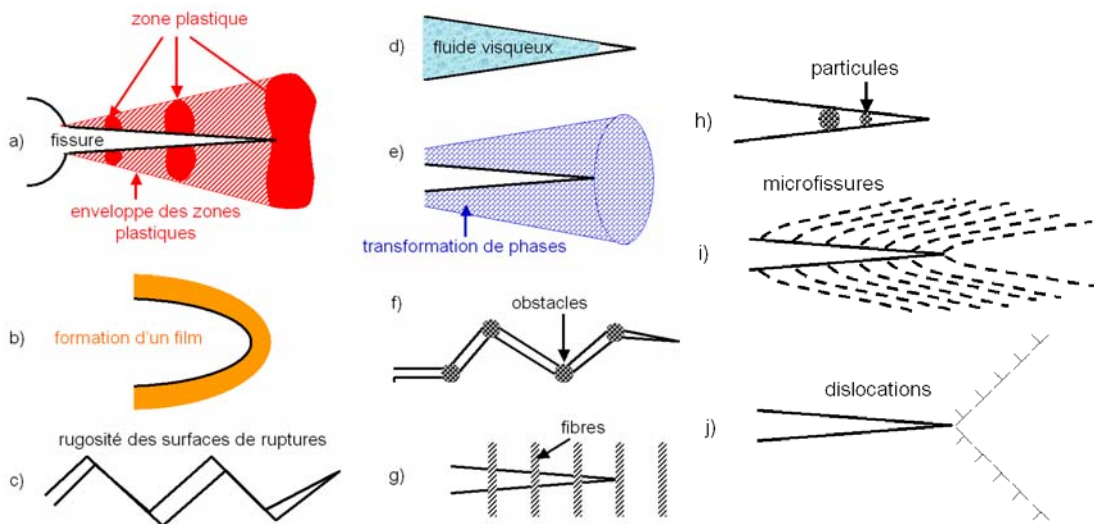 a)
zone plastique
fissure
enveloppe des zones
plastiques
b)
formation d'un film
c)
rugosité des surfaces de ruptures
d)
fluide visqueux
e)
transformation de phases
f)
obstacles
g)
fibres
h)
particules
i)
microfissures
j)
dislocations